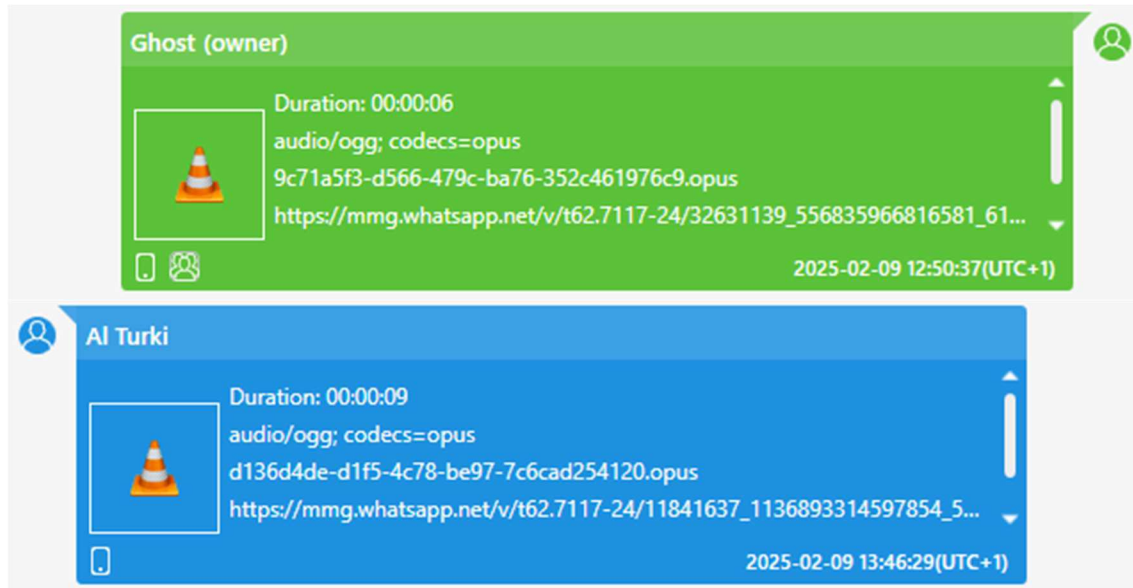 Ghost (owner)
Duration: 00:00:06
audio/ogg; codecs=opus
9c71a5f3-d566-479c-ba76-352c461976c9.opus
https://mmg.whatsapp.net/v/t62.7117-24/32631139_556835966816581_61...
2025-02-09 12:50:37(UTC+1)
Al Turki
Duration: 00:00:09
audio/ogg; codecs=opus
d136d4de-d1f5-4c78-be97-7c6cad254120.opus
https://mmg.whatsapp.net/v/t62.7117-24/11841637_1136893314597854_5...
2025-02-09 13:46:29(UTC+1)